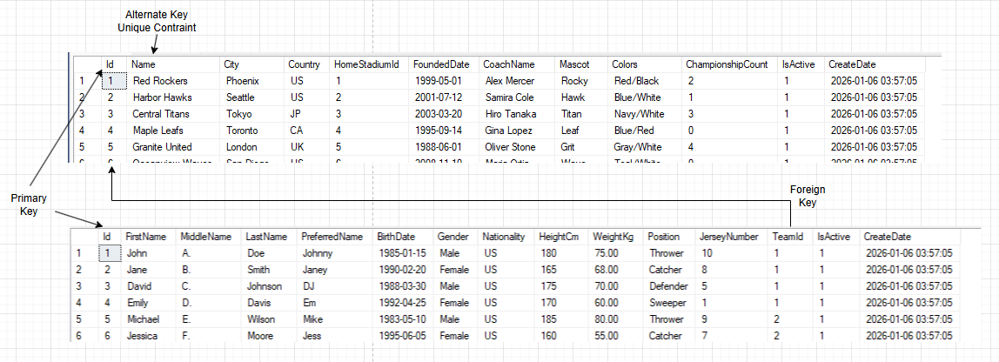 Alternate Key
Unique Contraint
Id Name City Country HomeStadiumId FoundedDate CoachName Mascot Colors ChampionshipCount IsActive CreateDate
1 1 Red Rockers Phoenix US 1 1999-05-01 Alex Mercer Rocky Red/Black 2 1 2026-01-06 03:57:05
2 2 Harbor Hawks Seattle US 2 2001-07-12 Samira Cole Hawk Blue/White 1 1 2026-01-06 03:57:05
3 3 Central Titans Tokyo JP 3 2003-03-20 Hiro Tanaka Titan Navy/White 3 1 2026-01-06 03:57:05
4 4 Maple Leafs Toronto CA 4 1995-09-14 Gina Lopez Leaf Blue/Red 0 1 2026-01-06 03:57:05
5 5 Granite United London UK 5 1988-06-01 Oliver Stone Grit Gray/White 4 1 2026-01-06 03:57:05
Primary
Key
Foreign
Key
Id FirstName MiddleName LastName PreferredName BirthDate Gender Nationality HeightCm WeightKg Position JerseyNumber TeamId IsActive CreateDate
1 1 John A. Doe Johnny 1985-01-15 Male US 180 75.00 Thrower 10 1 1 2026-01-06 03:57:05
2 2 Jane B. Smith Janey 1990-02-20 Female US 165 68.00 Catcher 8 1 1 2026-01-06 03:57:05
3 3 David C. Johnson DJ 1988-03-30 Male US 175 70.00 Defender 5 1 1 2026-01-06 03:57:05
4 4 Emily D. Davis Em 1992-04-25 Female US 170 60.00 Sweeper 1 1 1 2026-01-06 03:57:05
5 5 Michael E. Wilson Mike 1983-05-10 Male US 185 80.00 Thrower 9 2 1 2026-01-06 03:57:05
6 6 Jessica F. Moore Jess 1995-06-05 Female US 160 55.00 Catcher 7 2 1 2026-01-06 03:57:05